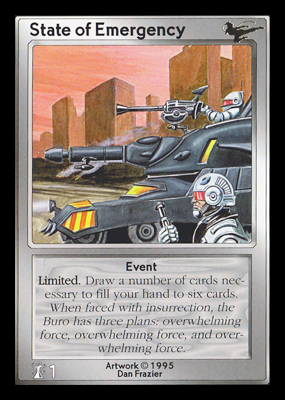 State of Emergency
Event
Limited. Draw a number of cards nec-
essary to fill your hand to six cards.
When faced with insurrection, the
Buro has three plans: overwhelming
force, overwhelming force, and over-
whelming force.
1
Artwork © 1995
Dan Frazier